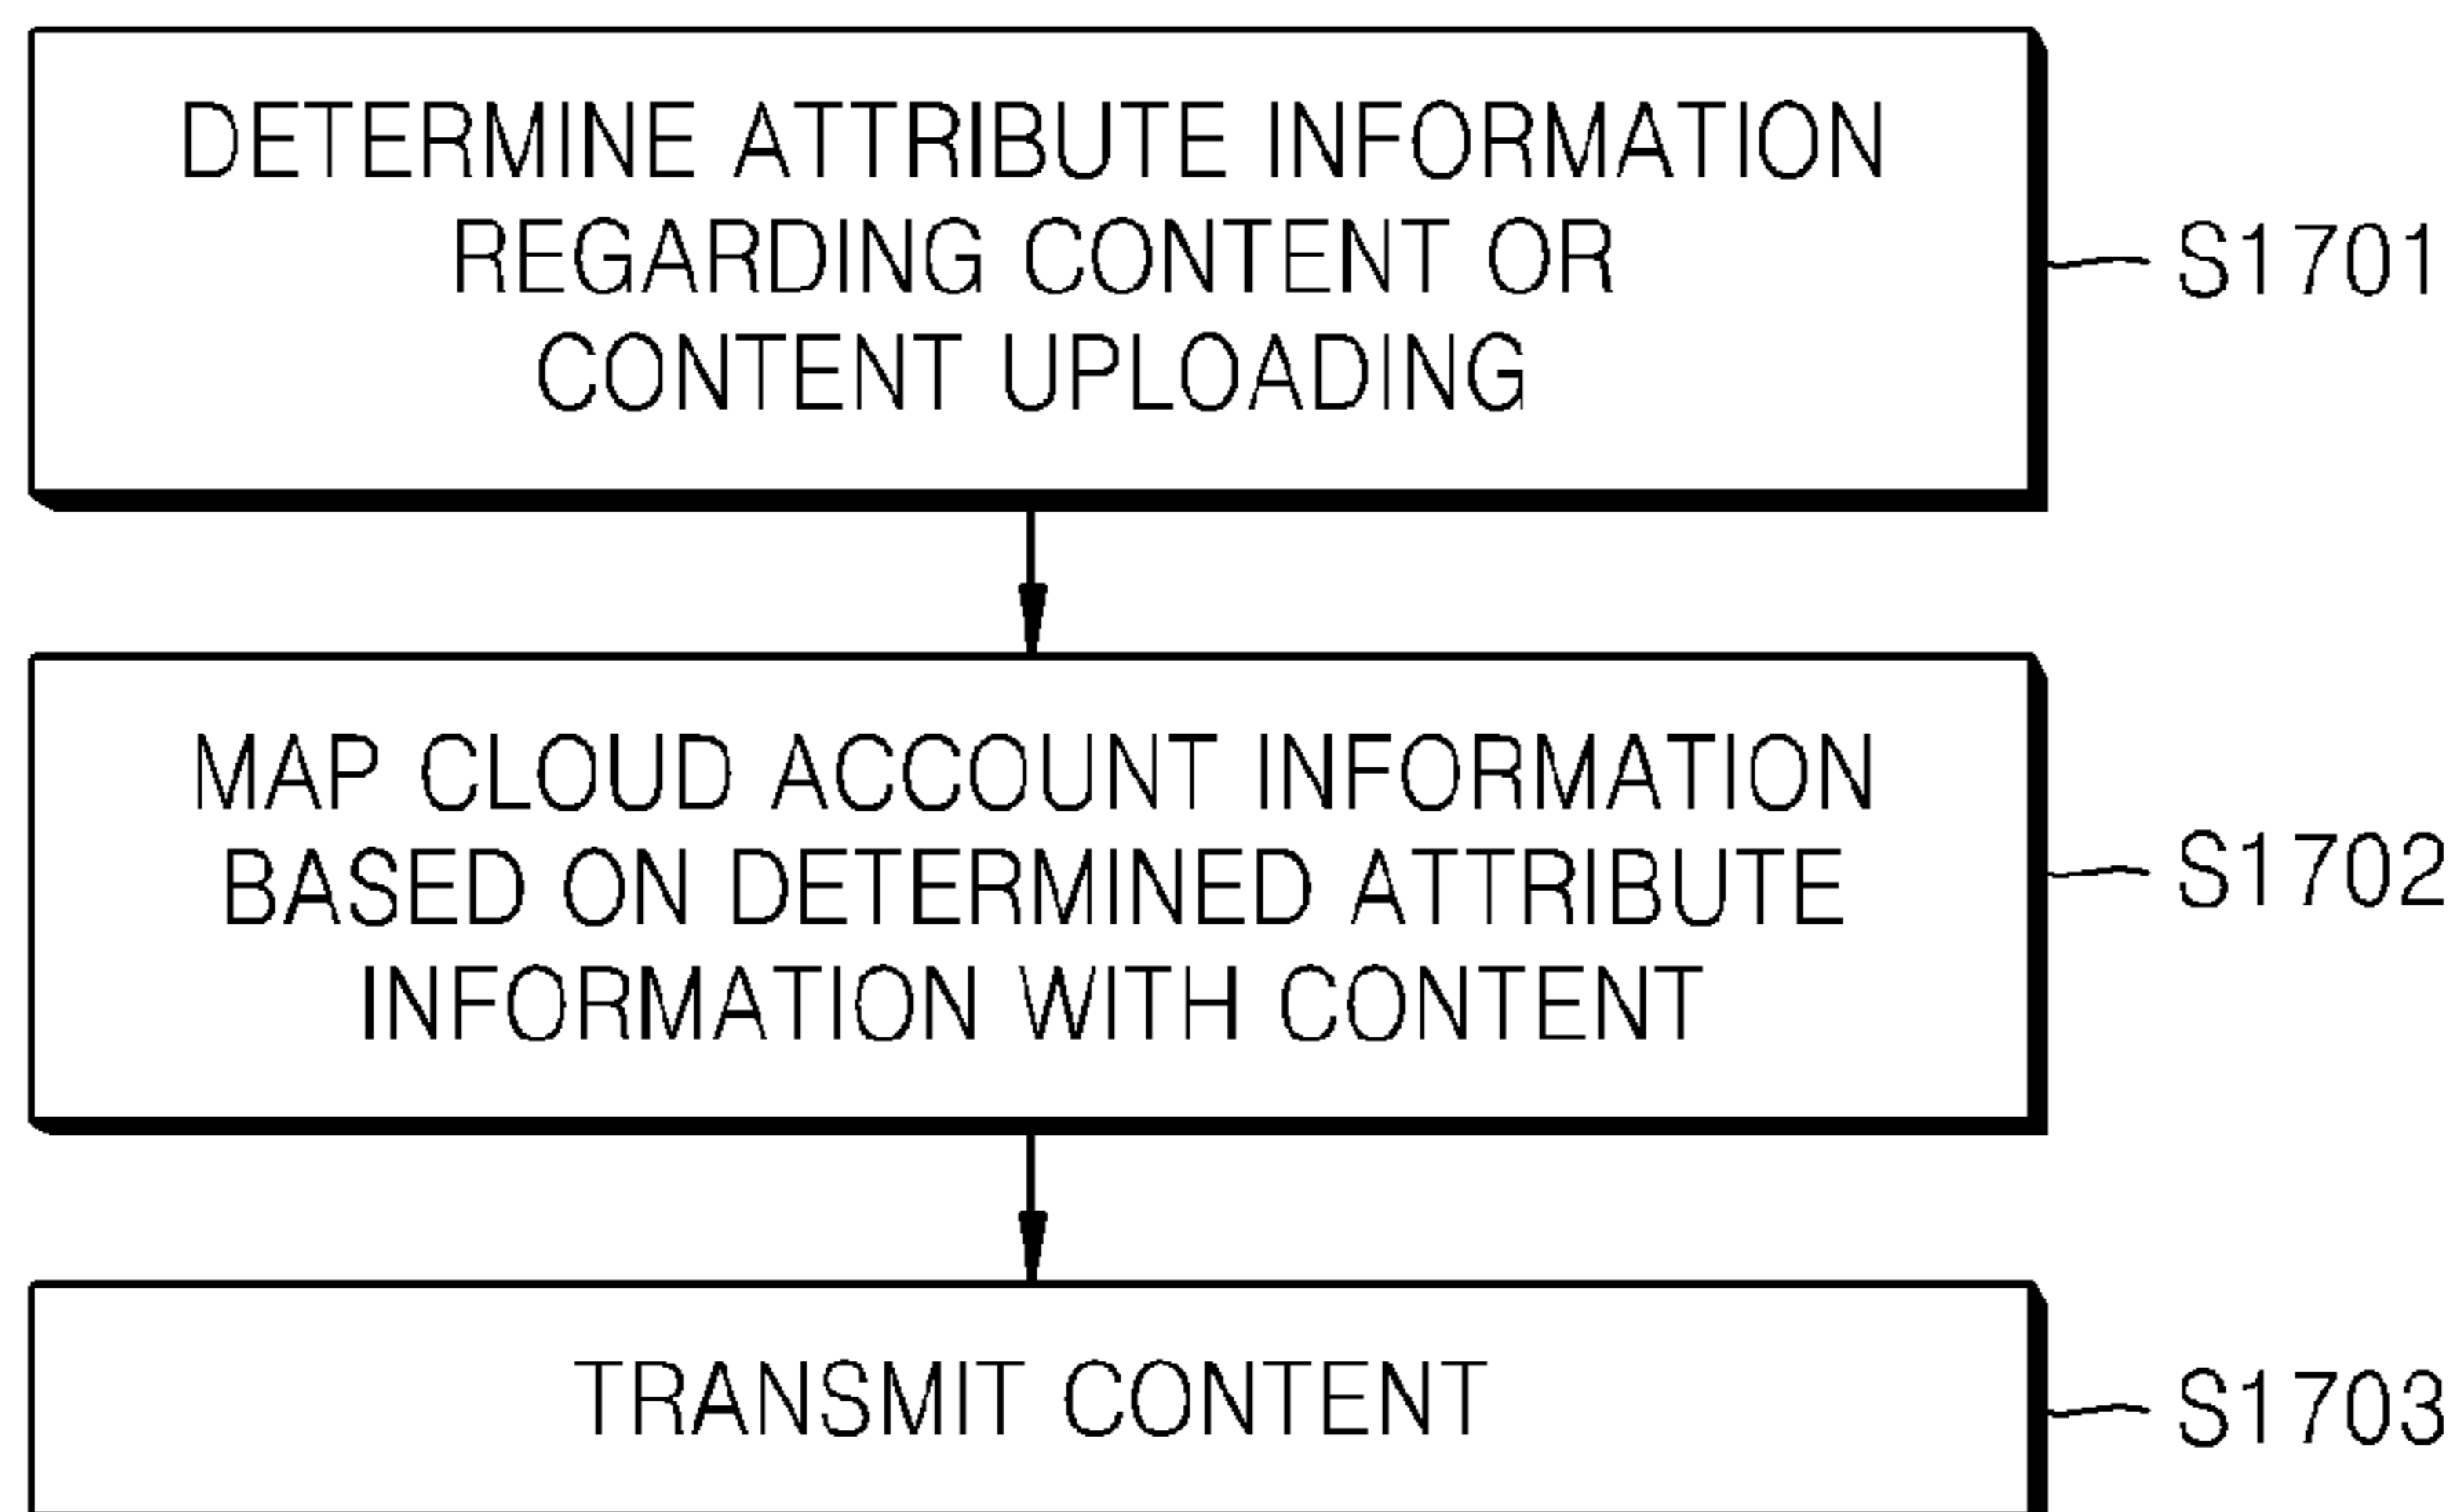 DETERMINE ATTRIBUTE INFORMATION
REGARDING CONTENT OR
CONTENT UPLOADING
S1701
MAP CLOUD ACCOUNT INFORMATION
BASED ON DETERMINED ATTRIBUTE
INFORMATION WITH CONTENT
S1702
TRANSMIT CONTENT
S1703